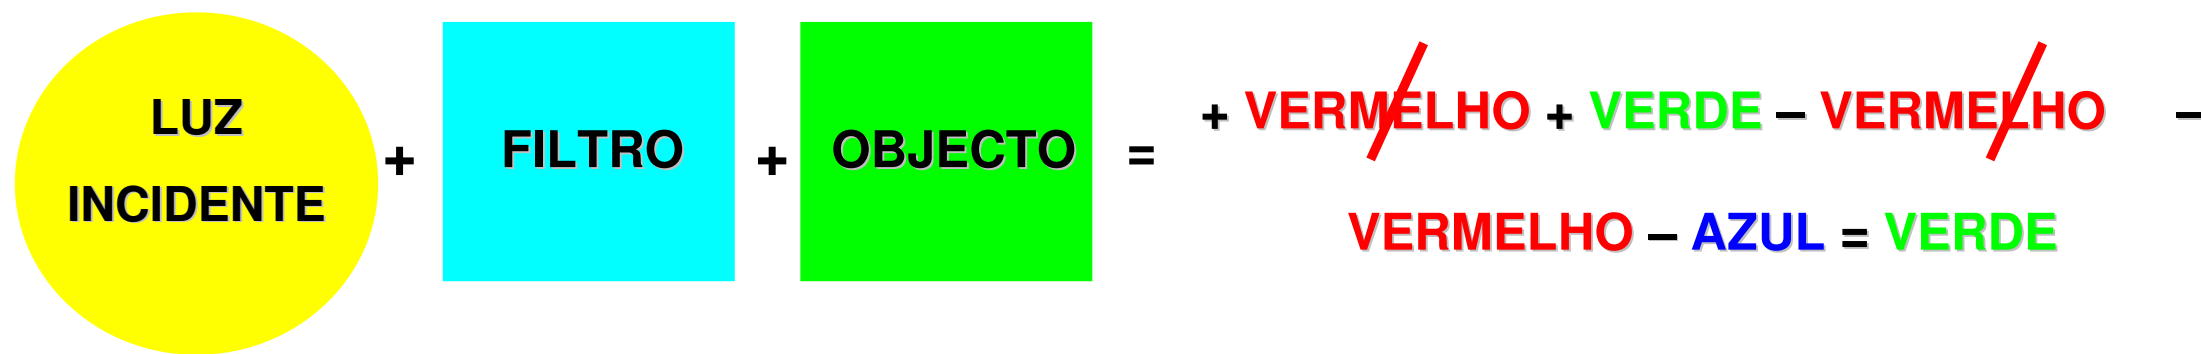 LUZ
INCIDENTE
+
FILTRO
+
OBJECTO
=
+ VERMELHO + VERDE – VERMELHO –
VERMELHO – AZUL = VERDE